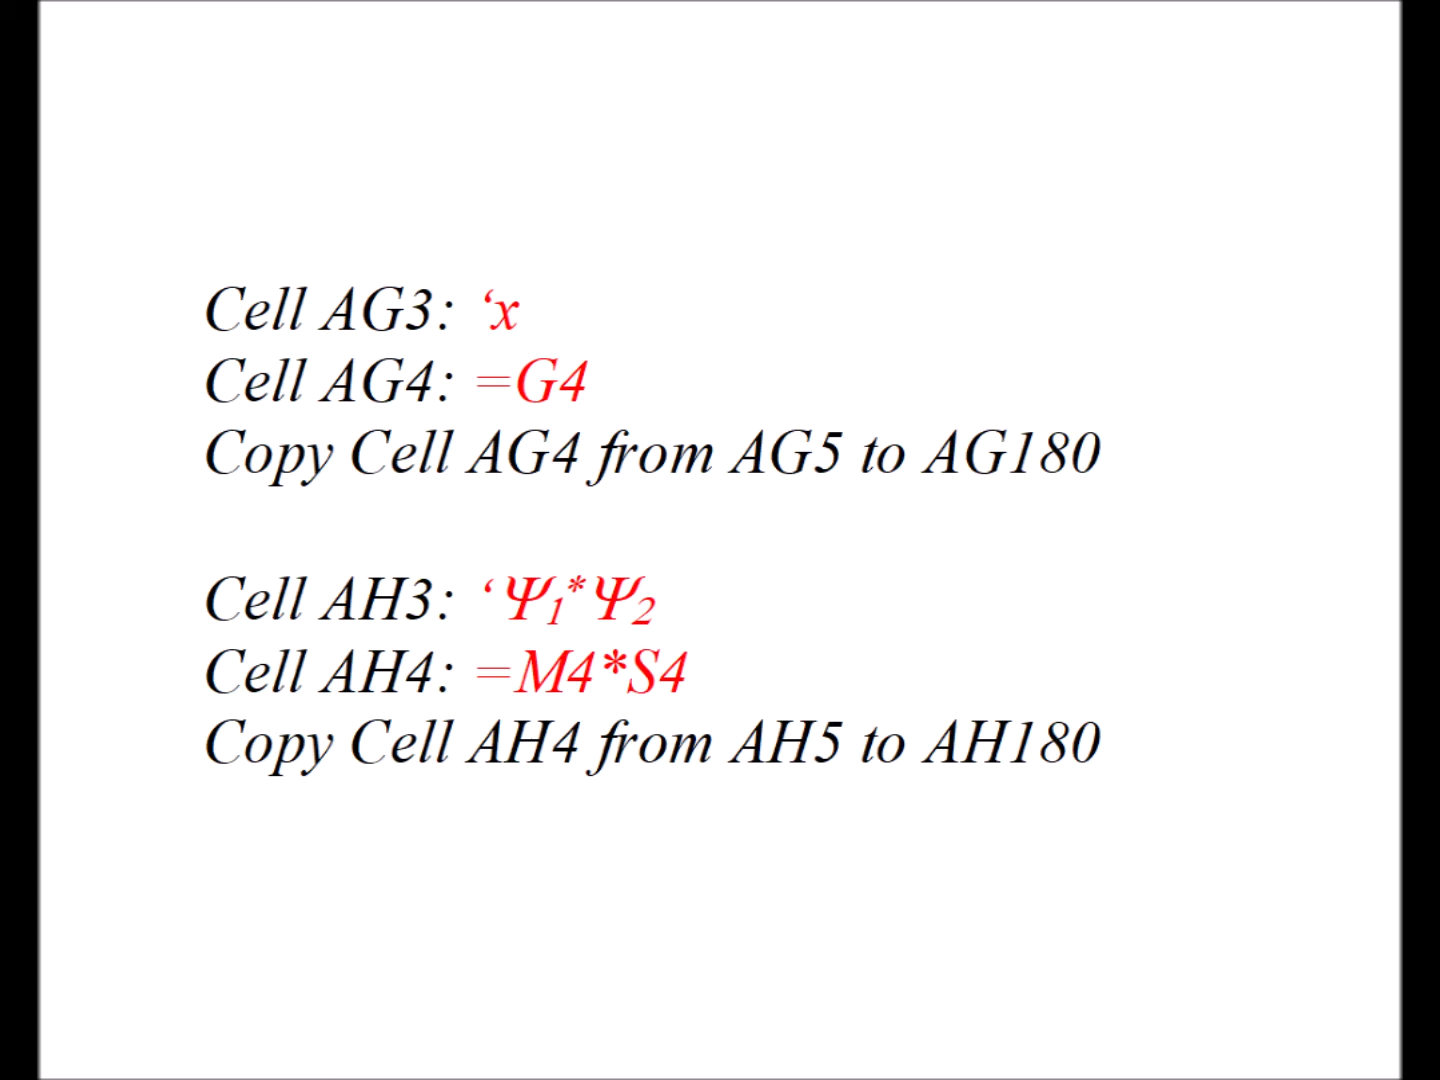 Cell AG3: ‘x
Cell AG4: =G4
Copy Cell AG4 from AG5 to AG180
Cell AH3: ‘Ψ₁*Ψ₂
Cell AH4: =M4*S4
Copy Cell AH4 from AH5 to AH180